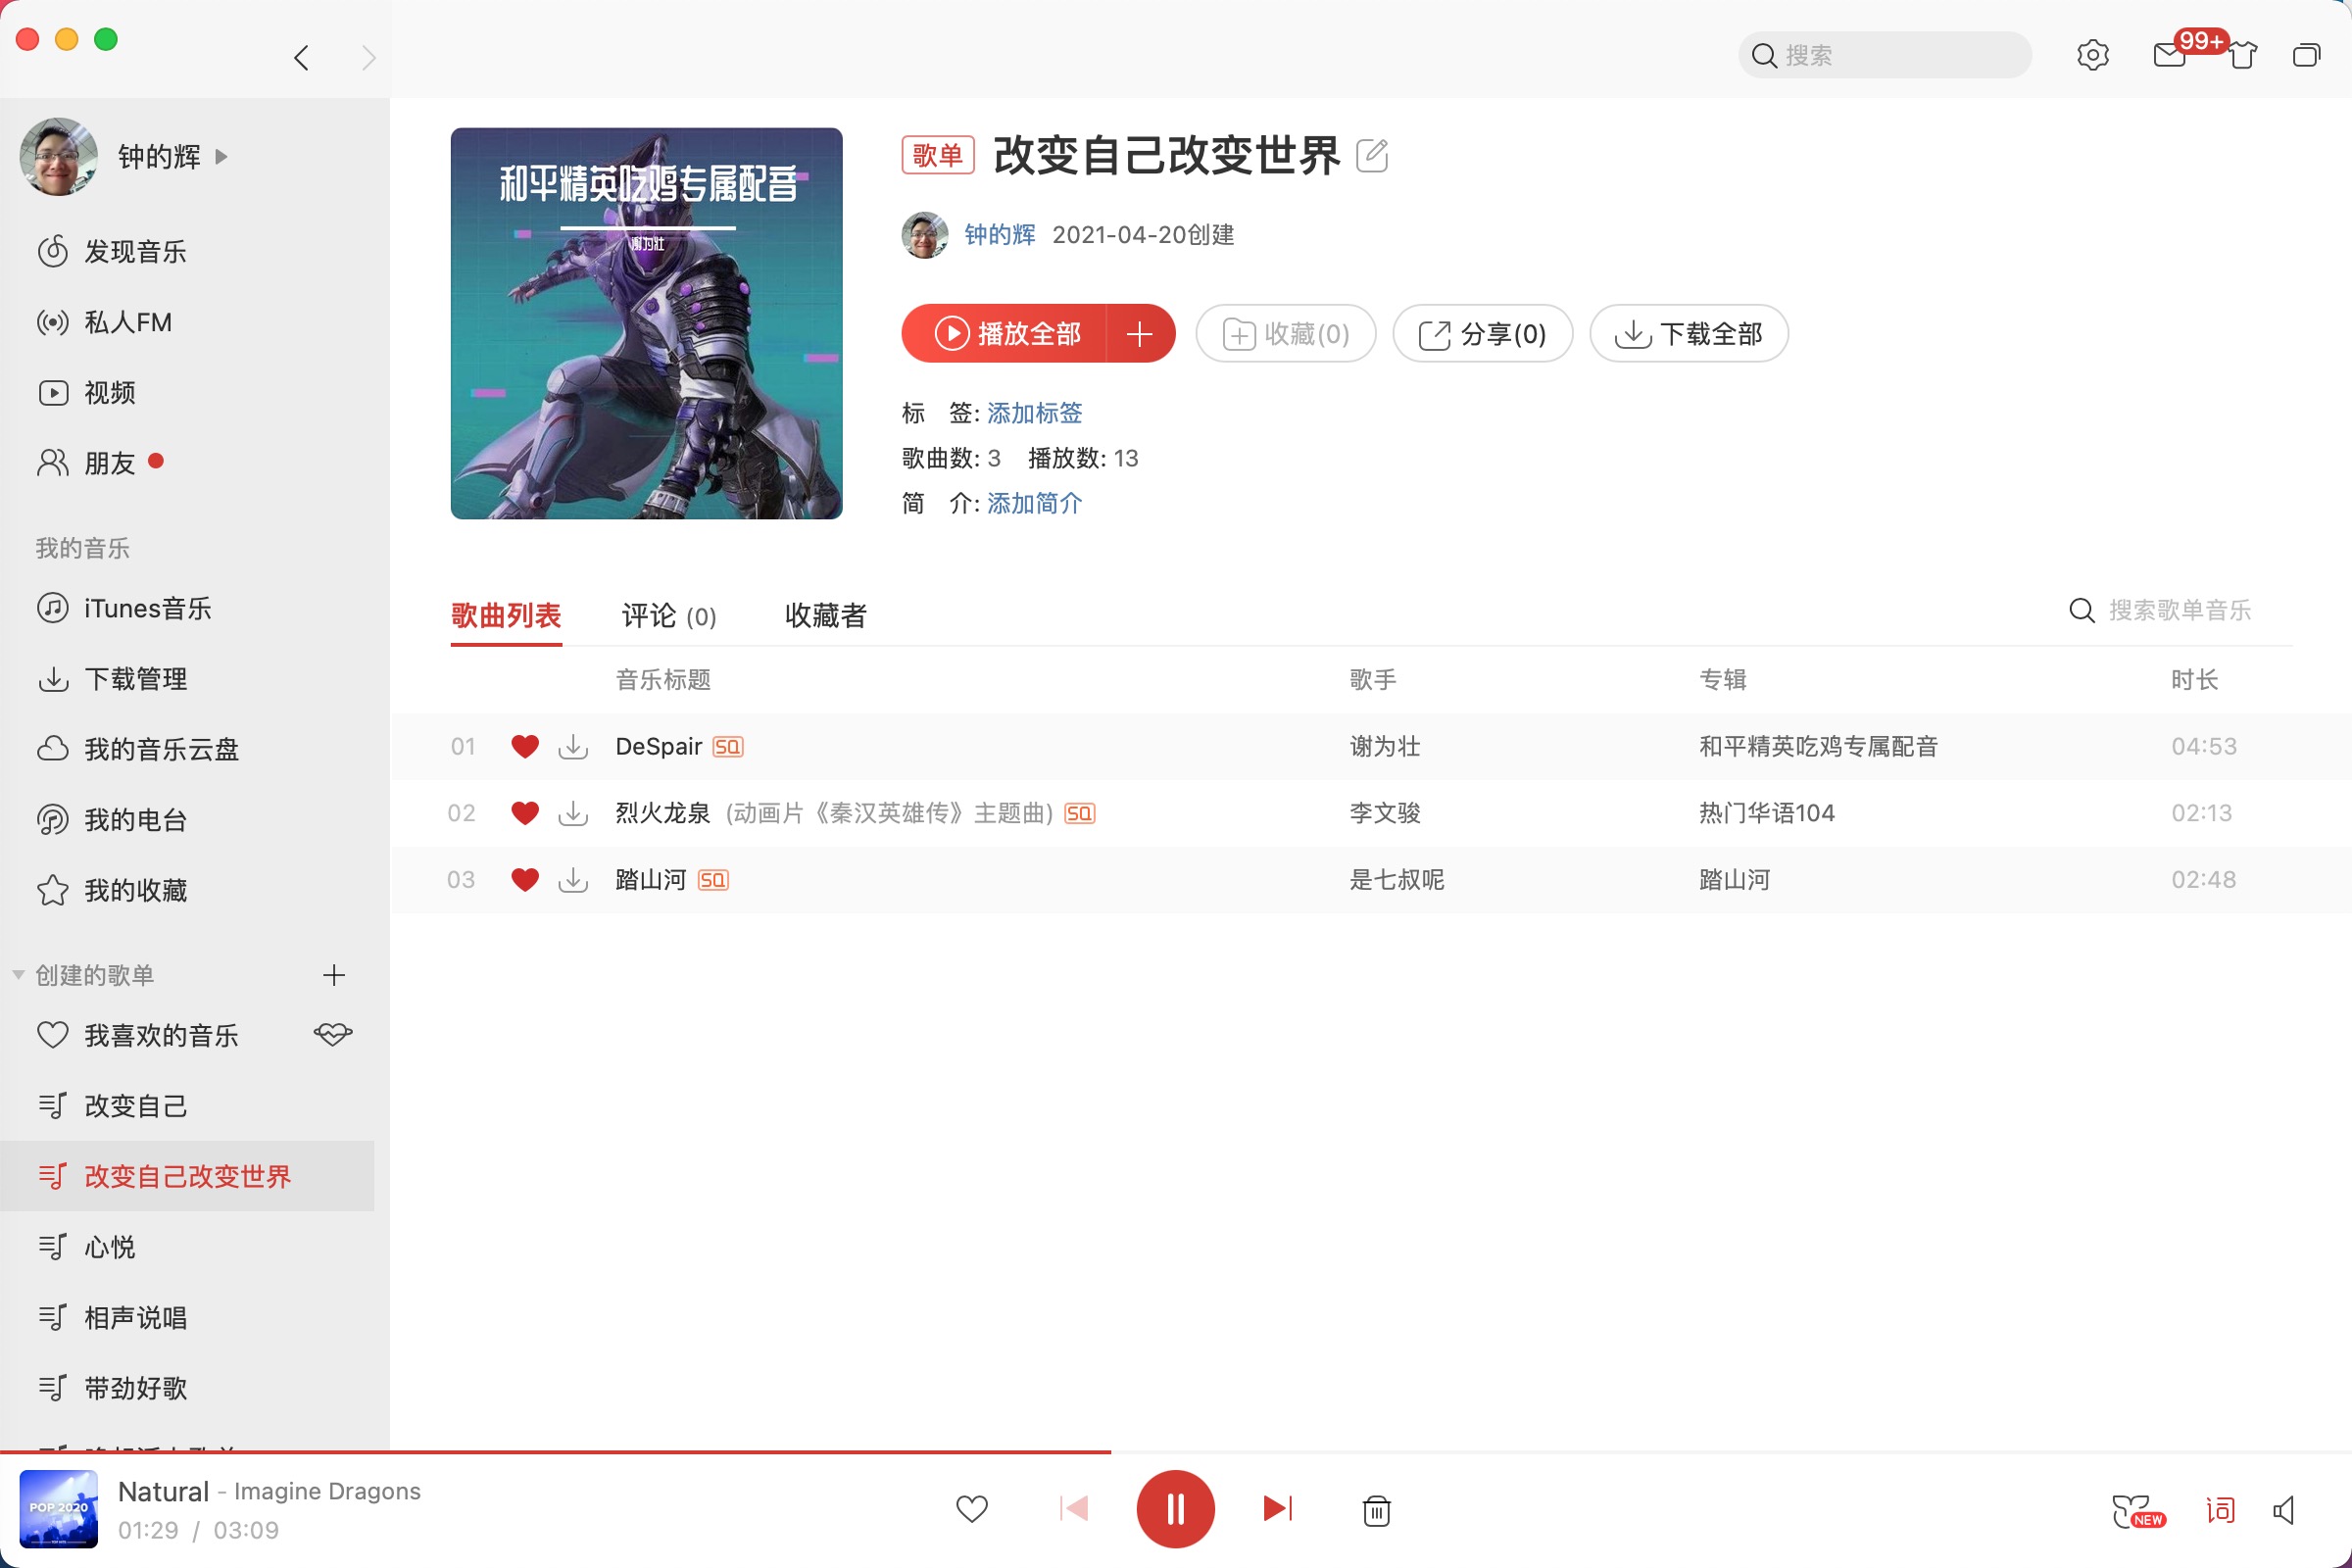 搜索
99+
钟的辉
发现音乐
私人FM
视频
朋友
我的音乐
iTunes音乐
下载管理
我的音乐云盘
我的电台
我的收藏
创建的歌单
我喜欢的音乐
改变自己
改变自己改变世界
心悦
相声说唱
带劲好歌
和平精英吃鸡专属配音
谢为壮
歌单 改变自己改变世界
钟的辉 2021-04-20创建
播放全部 收藏(0) 分享(0) 下载全部
标 签: 添加标签
歌曲数: 3 播放数: 13
简 介: 添加简介
歌曲列表 评论 (0) 收藏者 搜索歌单音乐
音乐标题 歌手 专辑 时长
01 DeSpair SQ 谢为壮 和平精英吃鸡专属配音 04:53
02 烈火龙泉 (动画片《秦汉英雄传》主题曲) SQ 李文骏 热门华语104 02:13
03 踏山河 SQ 是七叔呢 踏山河 02:48
POP 2020
Natural - Imagine Dragons
01:29 / 03:09
NEW
词